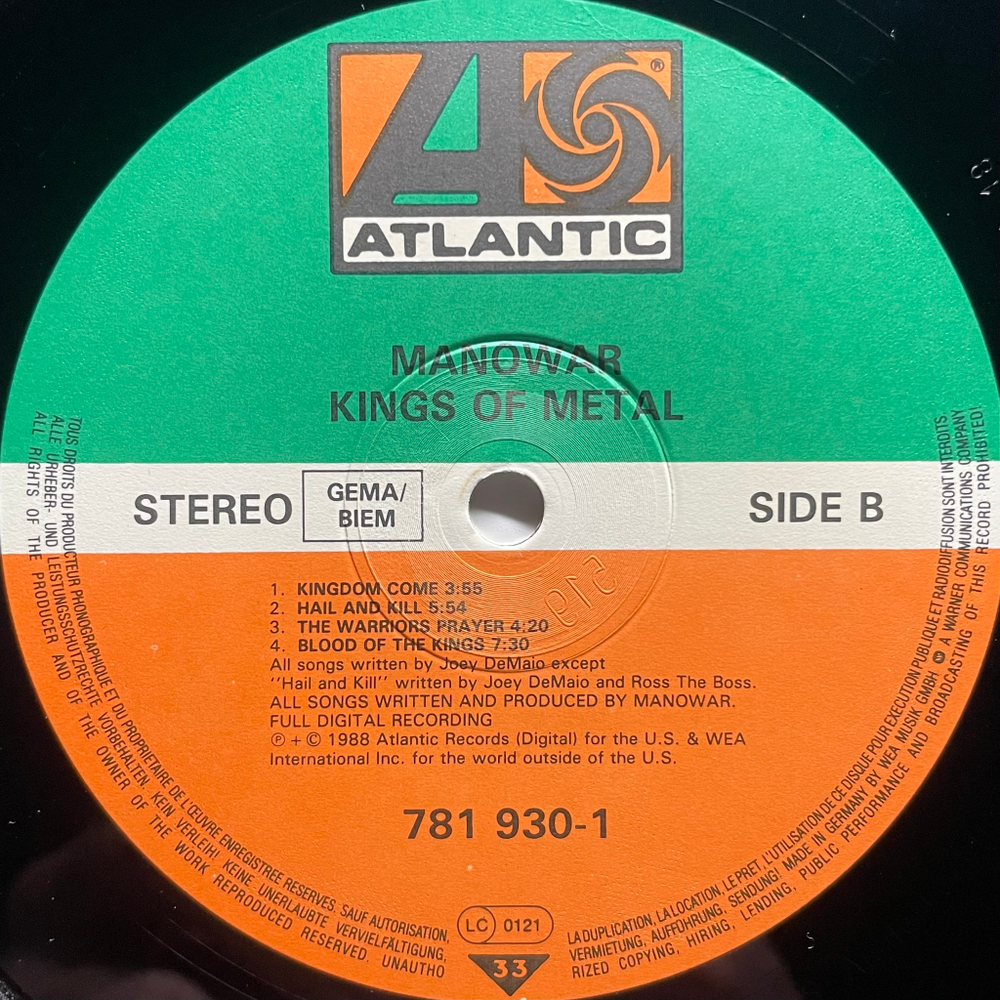 ®
ATLANTIC
MANOWAR
KINGS OF METAL
STEREO
GEMA/
BIEM
SIDE B
1. KINGDOM COME 3:55
2. HAIL AND KILL 5:54
3. THE WARRIORS PRAYER 4:20
4. BLOOD OF THE KINGS 7:30
All songs written by Joey DeMaio except
"Hail and Kill" written by Joey DeMaio and Ross The Boss.
ALL SONGS WRITTEN AND PRODUCED BY MANOWAR.
FULL DIGITAL RECORDING
℗ + © 1988 Atlantic Records (Digital) for the U.S. & WEA
International Inc. for the world outside of the U.S.
781 930-1
LC 0121
33
TOUS DROITS DU PRODUCTEUR PHONOGRAPHIQUE ET DU PROPRIETAIRE DE L'ŒUVRE ENREGISTREE RESERVES. SAUF AUTORISATION,
LA DUPLICATION, LA LOCATION, LE PRET, L'UTILISATION DE CE DISQUE POUR EXECUTION PUBLIQUE ET RADIODIFFUSION SONT INTERDITS.
ALLE URHEBER- UND LEISTUNGSSCHUTZRECHTE VORBEHALTEN. KEIN VERLEIH! KEINE UNERLAUBTE VERVIELFÄLTIGUNG,
VERMIETUNG, AUFFÜHRUNG, SENDUNG! MADE IN GERMANY BY WEA MUSIK GMBH A WARNER COMMUNICATIONS COMPANY
ALL RIGHTS OF THE PRODUCER AND OF THE OWNER OF THE WORK REPRODUCED RESERVED. UNAUTHO
RIZED COPYING, HIRING, LENDING, PUBLIC PERFORMANCE AND BROADCASTING OF THIS RECORD PROHIBITED!